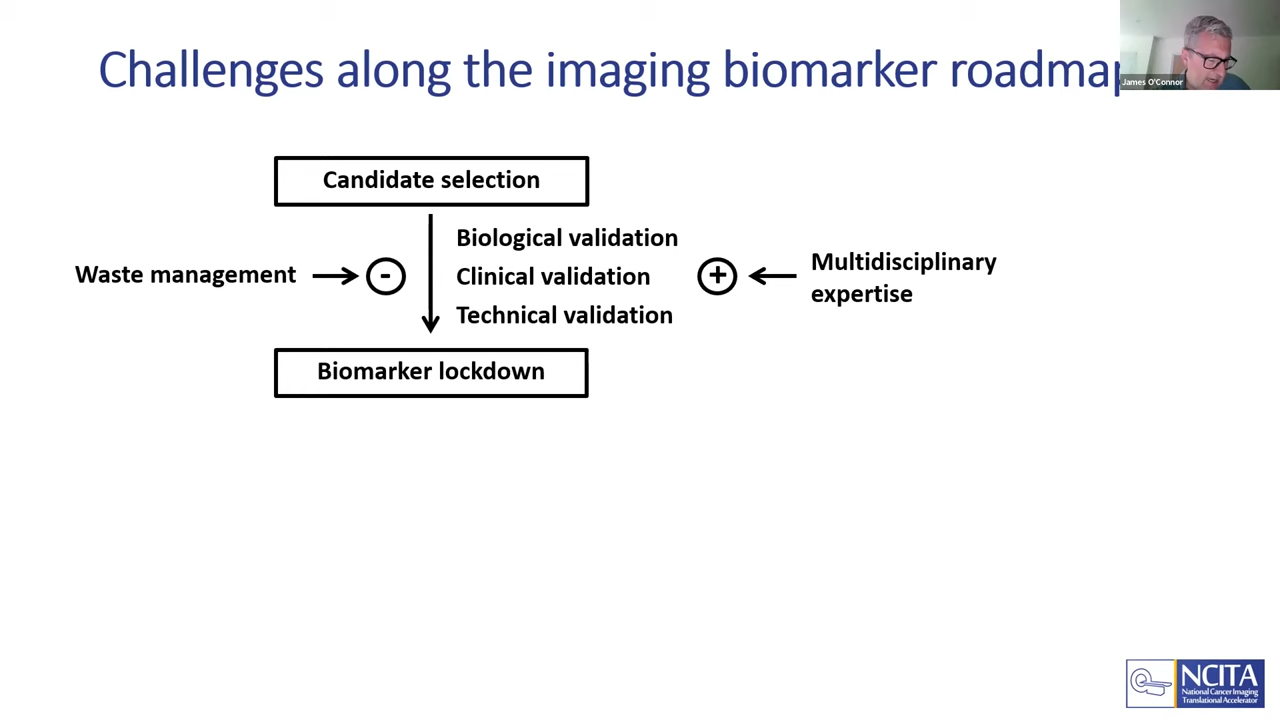 Challenges along the imaging biomarker roadmap
James O'Connor
Candidate selection
Biological validation
Waste management
-
Clinical validation
+
Multidisciplinary
expertise
Technical validation
Biomarker lockdown
NCITA
National Cancer Imaging
Translational Accelerator